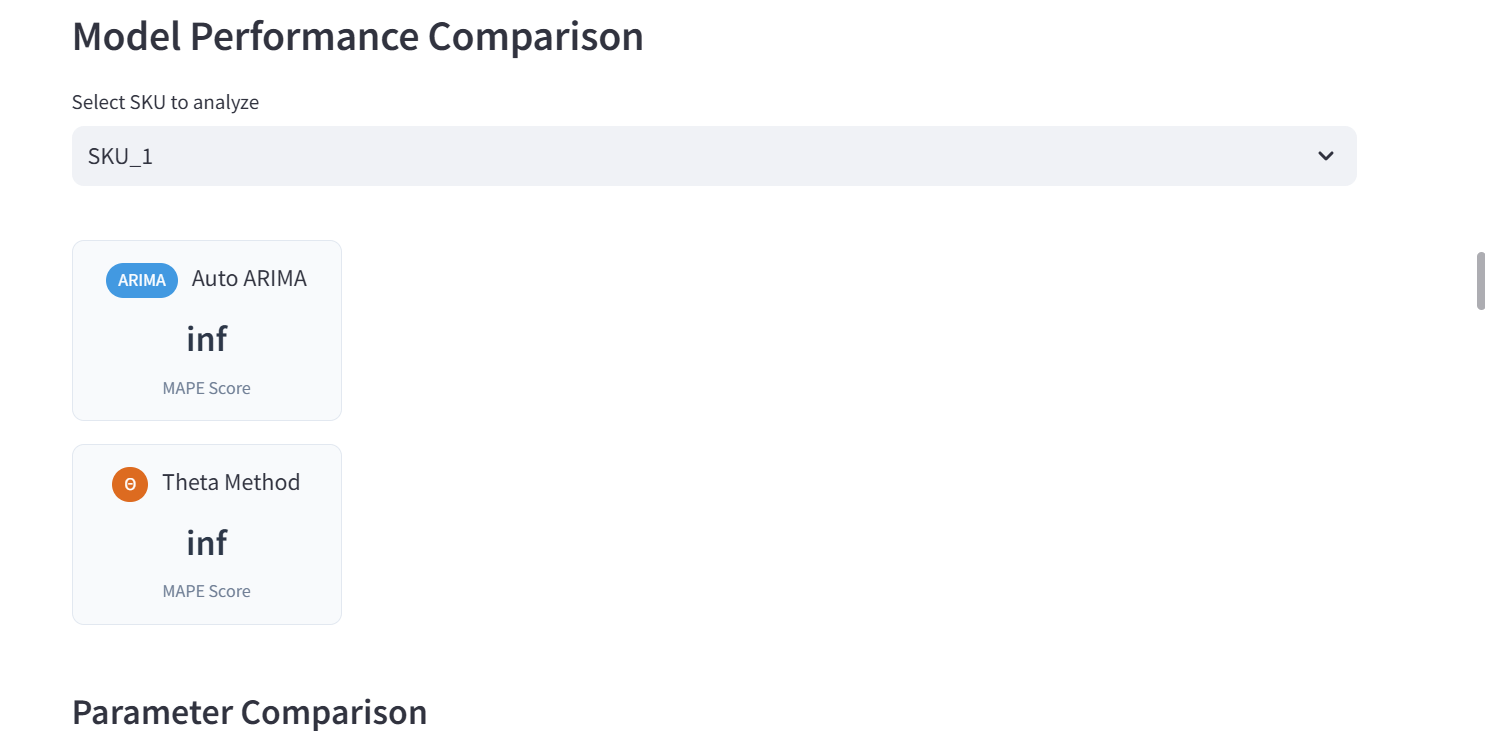 Model Performance Comparison
Select SKU to analyze
SKU_1
ARIMA Auto ARIMA
inf
MAPE Score
Θ Theta Method
inf
MAPE Score
Parameter Comparison